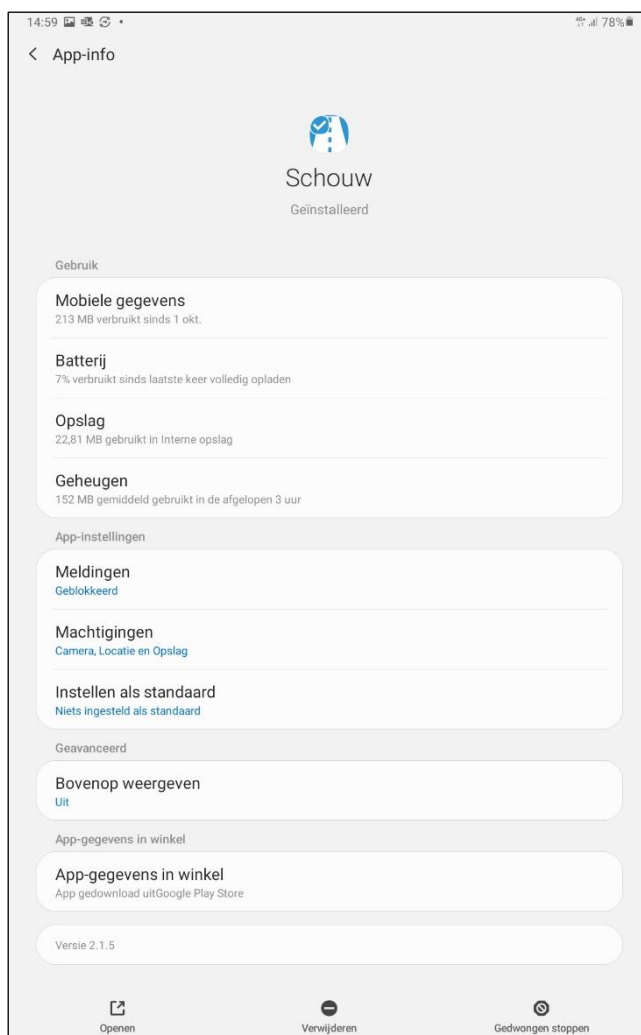 14:59 78%
App-info
Schouw
Geïnstalleerd
Gebruik
Mobiele gegevens
213 MB verbruikt sinds 1 okt.
Batterij
7% verbruikt sinds laatste keer volledig opladen
Opslag
22,81 MB gebruikt in Interne opslag
Geheugen
152 MB gemiddeld gebruikt in de afgelopen 3 uur
App-instellingen
Meldingen
Geblokkeerd
Machtigingen
Camera, Locatie en Opslag
Instellen als standaard
Niets ingesteld als standaard
Geavanceerd
Bovenop weergeven
Uit
App-gegevens in winkel
App-gegevens in winkel
App gedownload uitGoogle Play Store
Versie 2.1.5
Openen Verwijderen Gedwongen stoppen